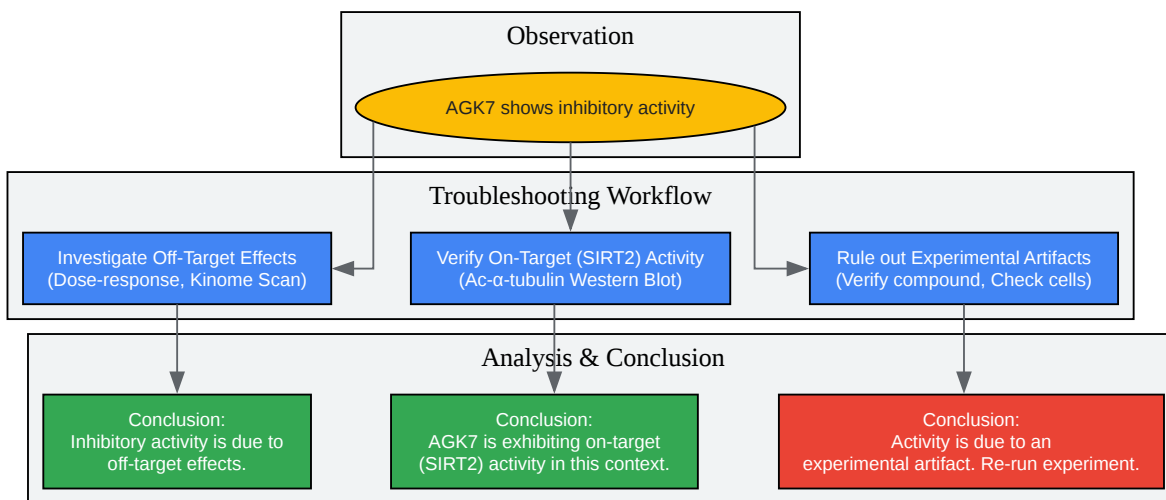 Observation
AGK7 shows inhibitory activity
Troubleshooting Workflow
Investigate Off-Target Effects
(Dose-response, Kinome Scan)
Verify On-Target (SIRT2) Activity
(Ac-α-tubulin Western Blot)
Rule out Experimental Artifacts
(Verify compound, Check cells)
Analysis & Conclusion
Conclusion:
Inhibitory activity is due to
off-target effects.
Conclusion:
AGK7 is exhibiting on-target
(SIRT2) activity in this context.
Conclusion:
Activity is due to an
experimental artifact. Re-run experiment.